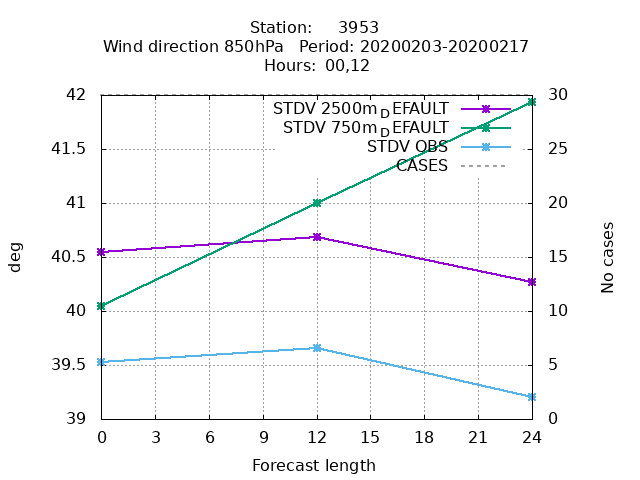 Station: 3953
Wind direction 850hPa Period: 20200203-20200217
Hours: 00,12
42
41.5
41
40.5
40
39.5
39
deg
30
25
20
15
10
5
0
No cases
STDV 2500m_DEFAULT
STDV 750m_DEFAULT
STDV OBS
CASES
0 3 6 9 12 15 18 21 24
Forecast length